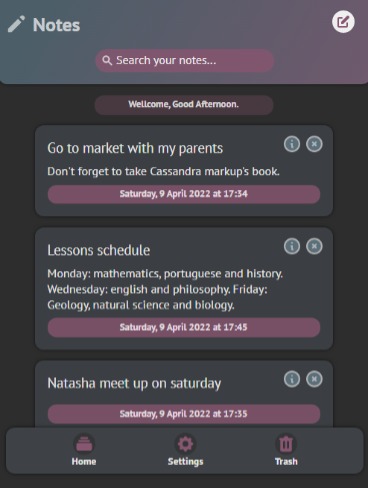 Notes
Search your notes...
Wellcome, Good Afternoon.
Go to market with my parents
Don't forget to take Cassandra markup's book.
Saturday, 9 April 2022 at 17:34
Lessons schedule
Monday: mathematics, portuguese and history.
Wednesday: english and philosophy. Friday:
Geology, natural science and biology.
Saturday, 9 April 2022 at 17:45
Natasha meet up on saturday
Saturday, 9 April 2022 at 17:35
Home Settings Trash